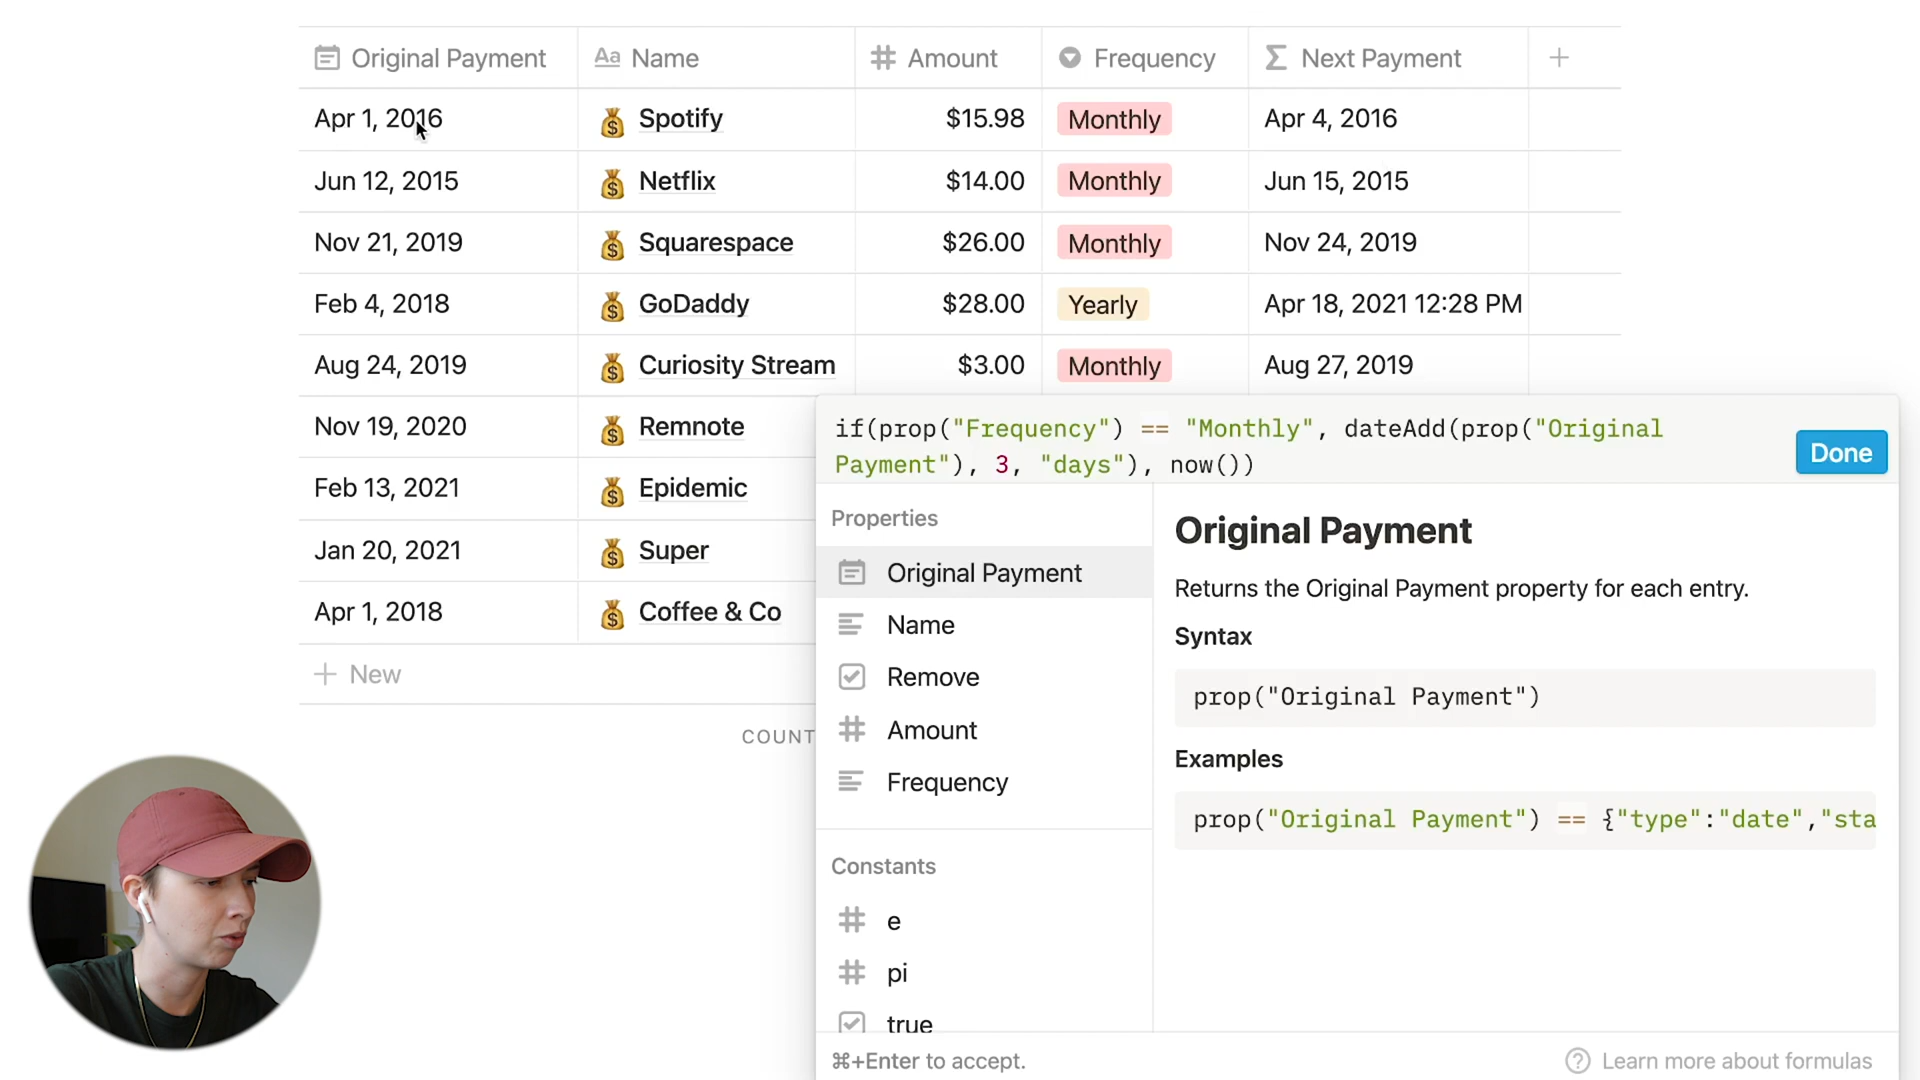 Original Payment Aa Name Amount Frequency Σ Next Payment +
Apr 1, 2016 Spotify $15.98 Monthly Apr 4, 2016
Jun 12, 2015 Netflix $14.00 Monthly Jun 15, 2015
Nov 21, 2019 Squarespace $26.00 Monthly Nov 24, 2019
Feb 4, 2018 GoDaddy $28.00 Yearly Apr 18, 2021 12:28 PM
Aug 24, 2019 Curiosity Stream $3.00 Monthly Aug 27, 2019
Nov 19, 2020 Remnote
Feb 13, 2021 Epidemic
Jan 20, 2021 Super
Apr 1, 2018 Coffee & Co
+ New
COUNT
if(prop("Frequency") == "Monthly", dateAdd(prop("Original
Payment"), 3, "days"), now())
Done
Properties
Original Payment
Name
Remove
Amount
Frequency
Constants
e
pi
true
Original Payment
Returns the Original Payment property for each entry.
Syntax
prop("Original Payment")
Examples
prop("Original Payment") == {"type":"date","sta
⌘+Enter to accept.
? Learn more about formulas